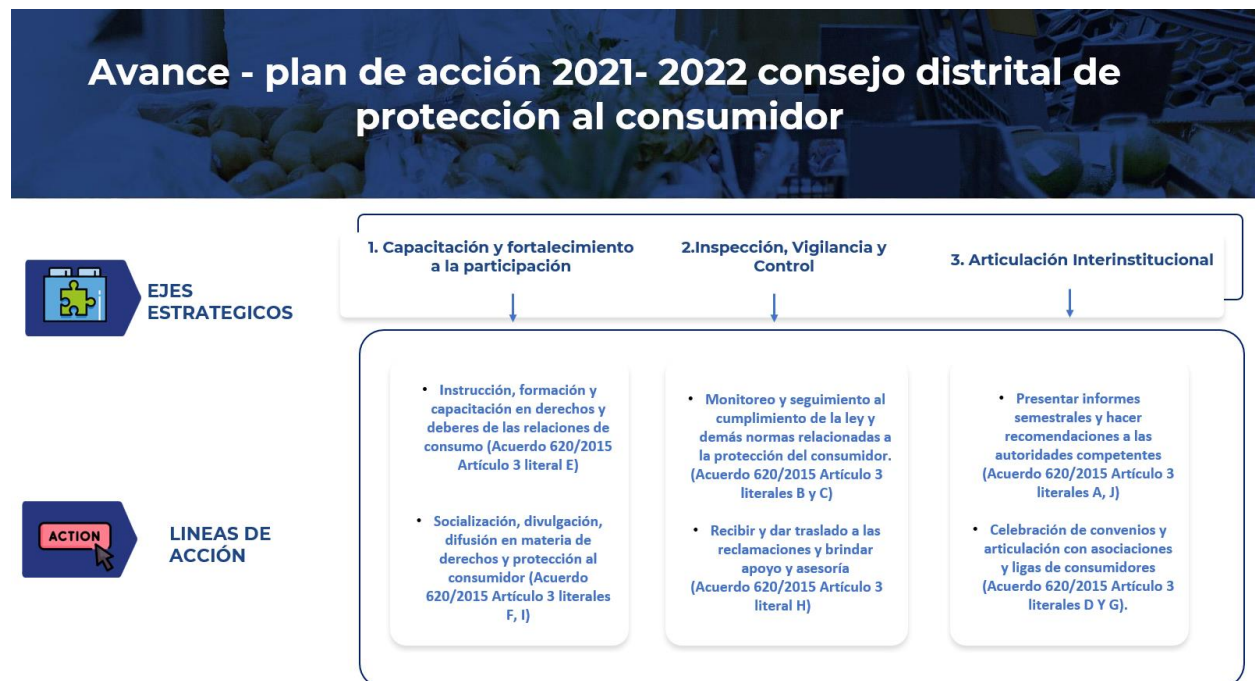 Avance - plan de acción 2021- 2022 consejo distrital de
protección al consumidor
EJES
ESTRATEGICOS
1. Capacitación y fortalecimiento
a la participación
2.Inspección, Vigilancia y
Control
3. Articulación Interinstitucional
ACTION
LINEAS DE
ACCIÓN
• Instrucción, formación y
capacitación en derechos y
deberes de las relaciones de
consumo (Acuerdo 620/2015
Artículo 3 literal E)
• Socialización, divulgación,
difusión en materia de
derechos y protección al
consumidor (Acuerdo
620/2015 Artículo 3 literales
F, I)
• Monitoreo y seguimiento al
cumplimiento de la ley y
demás normas relacionadas a
la protección del consumidor.
(Acuerdo 620/2015 Artículo 3
literales B y C)
• Recibir y dar traslado a las
reclamaciones y brindar
apoyo y asesoría
(Acuerdo 620/2015 Artículo 3
literal H)
• Presentar informes
semestrales y hacer
recomendaciones a las
autoridades competentes
(Acuerdo 620/2015 Artículo 3
literales A, J)
• Celebración de convenios y
articulación con asociaciones
y ligas de consumidores
(Acuerdo 620/2015 Artículo 3
literales D Y G).